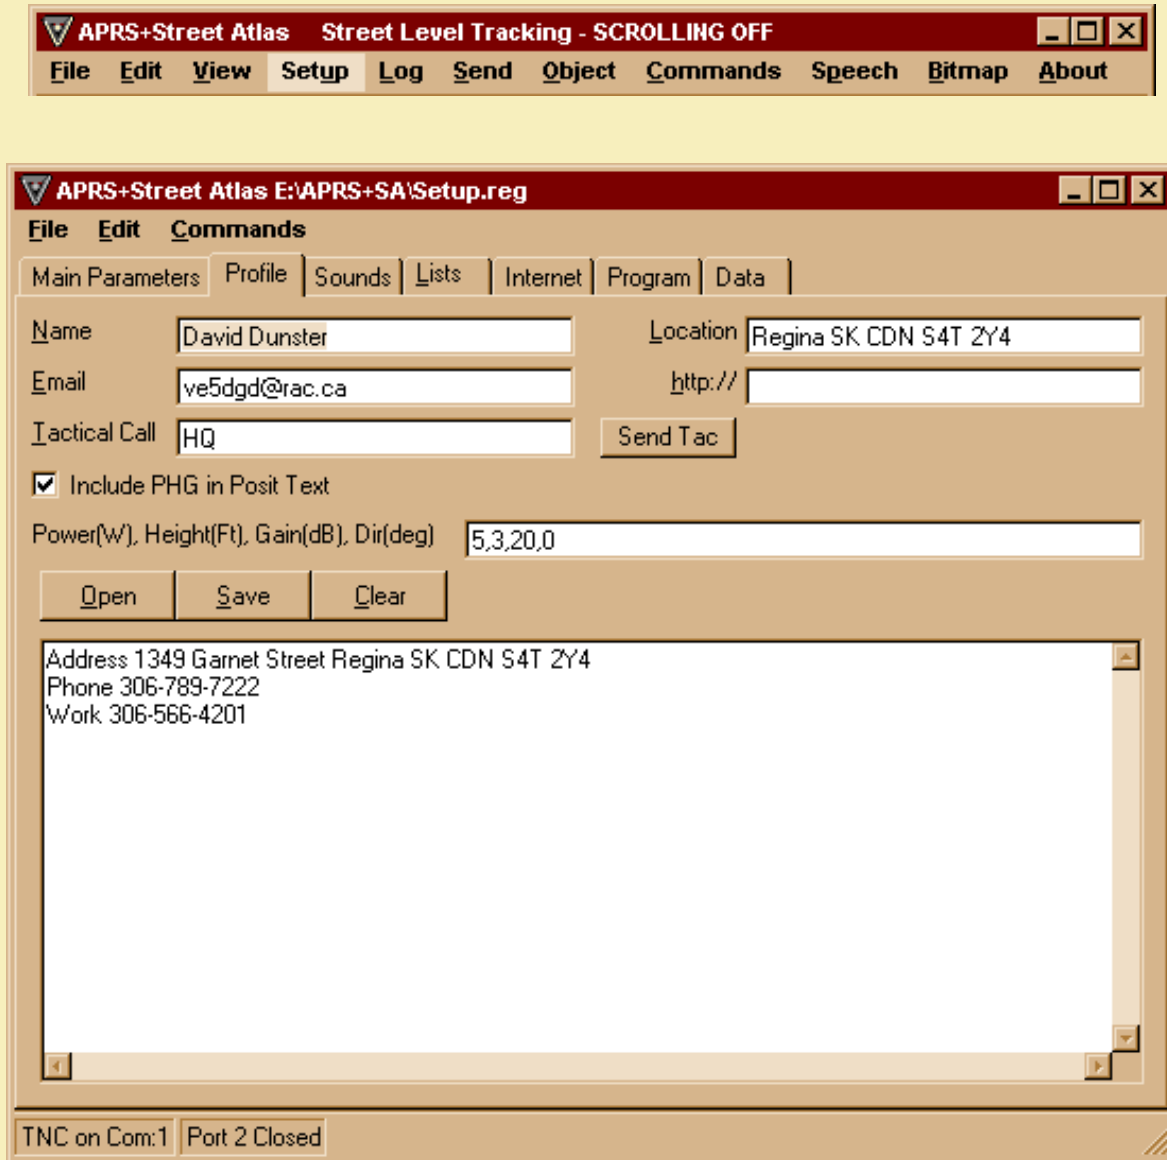 APRS+Street Atlas Street Level Tracking - SCROLLING OFF
File Edit View Setup Log Send Object Commands Speech Bitmap About
APRS+Street Atlas E:\APRS+SA\Setup.reg
File Edit Commands
Main Parameters Profile Sounds Lists Internet Program Data
Name David Dunster Location Regina SK CDN S4T 2Y4
Email ve5dgd@rac.ca http://
Tactical Call HQ Send Tac
Include PHG in Posit Text
Power(W), Height(Ft), Gain(dB), Dir(deg) 5,3,20,0
Open Save Clear
Address 1349 Garnet Street Regina SK CDN S4T 2Y4
Phone 306-789-7222
Work 306-566-4201
TNC on Com:1 Port 2 Closed